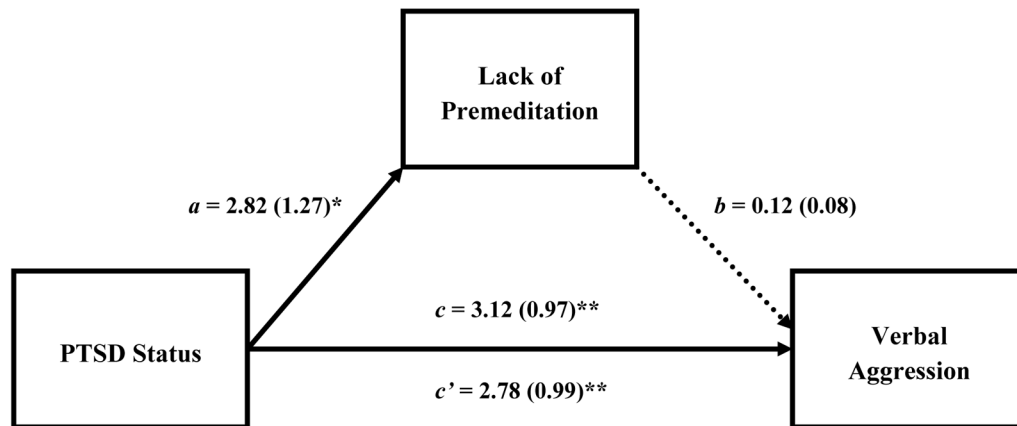 Lack of
Premeditation
a = 2.82 (1.27)*
b = 0.12 (0.08)
PTSD Status
c = 3.12 (0.97)**
c’ = 2.78 (0.99)**
Verbal
Aggression